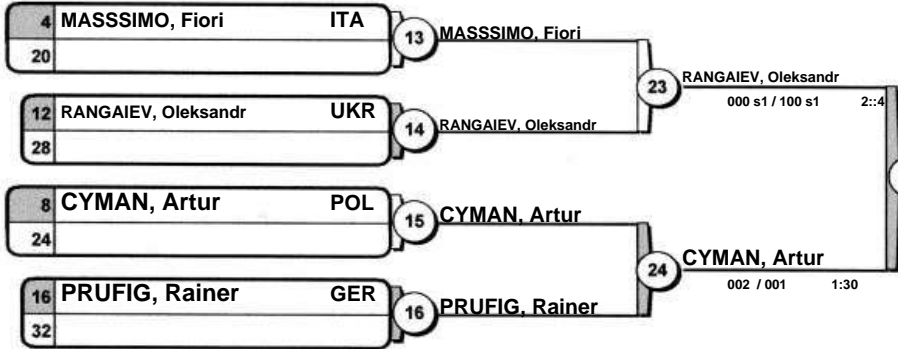 4 MASSSIMO, Fiori ITA
20
13 MASSSIMO, Fiori
12 RANGAIEV, Oleksandr UKR
28
14 RANGAIEV, Oleksandr
23 RANGAIEV, Oleksandr
000 s1 / 100 s1 2::4
8 CYMAN, Artur POL
24
15 CYMAN, Artur
16 PRUFIG, Rainer GER
32
16 PRUFIG, Rainer
24 CYMAN, Artur
002 / 001 1:30